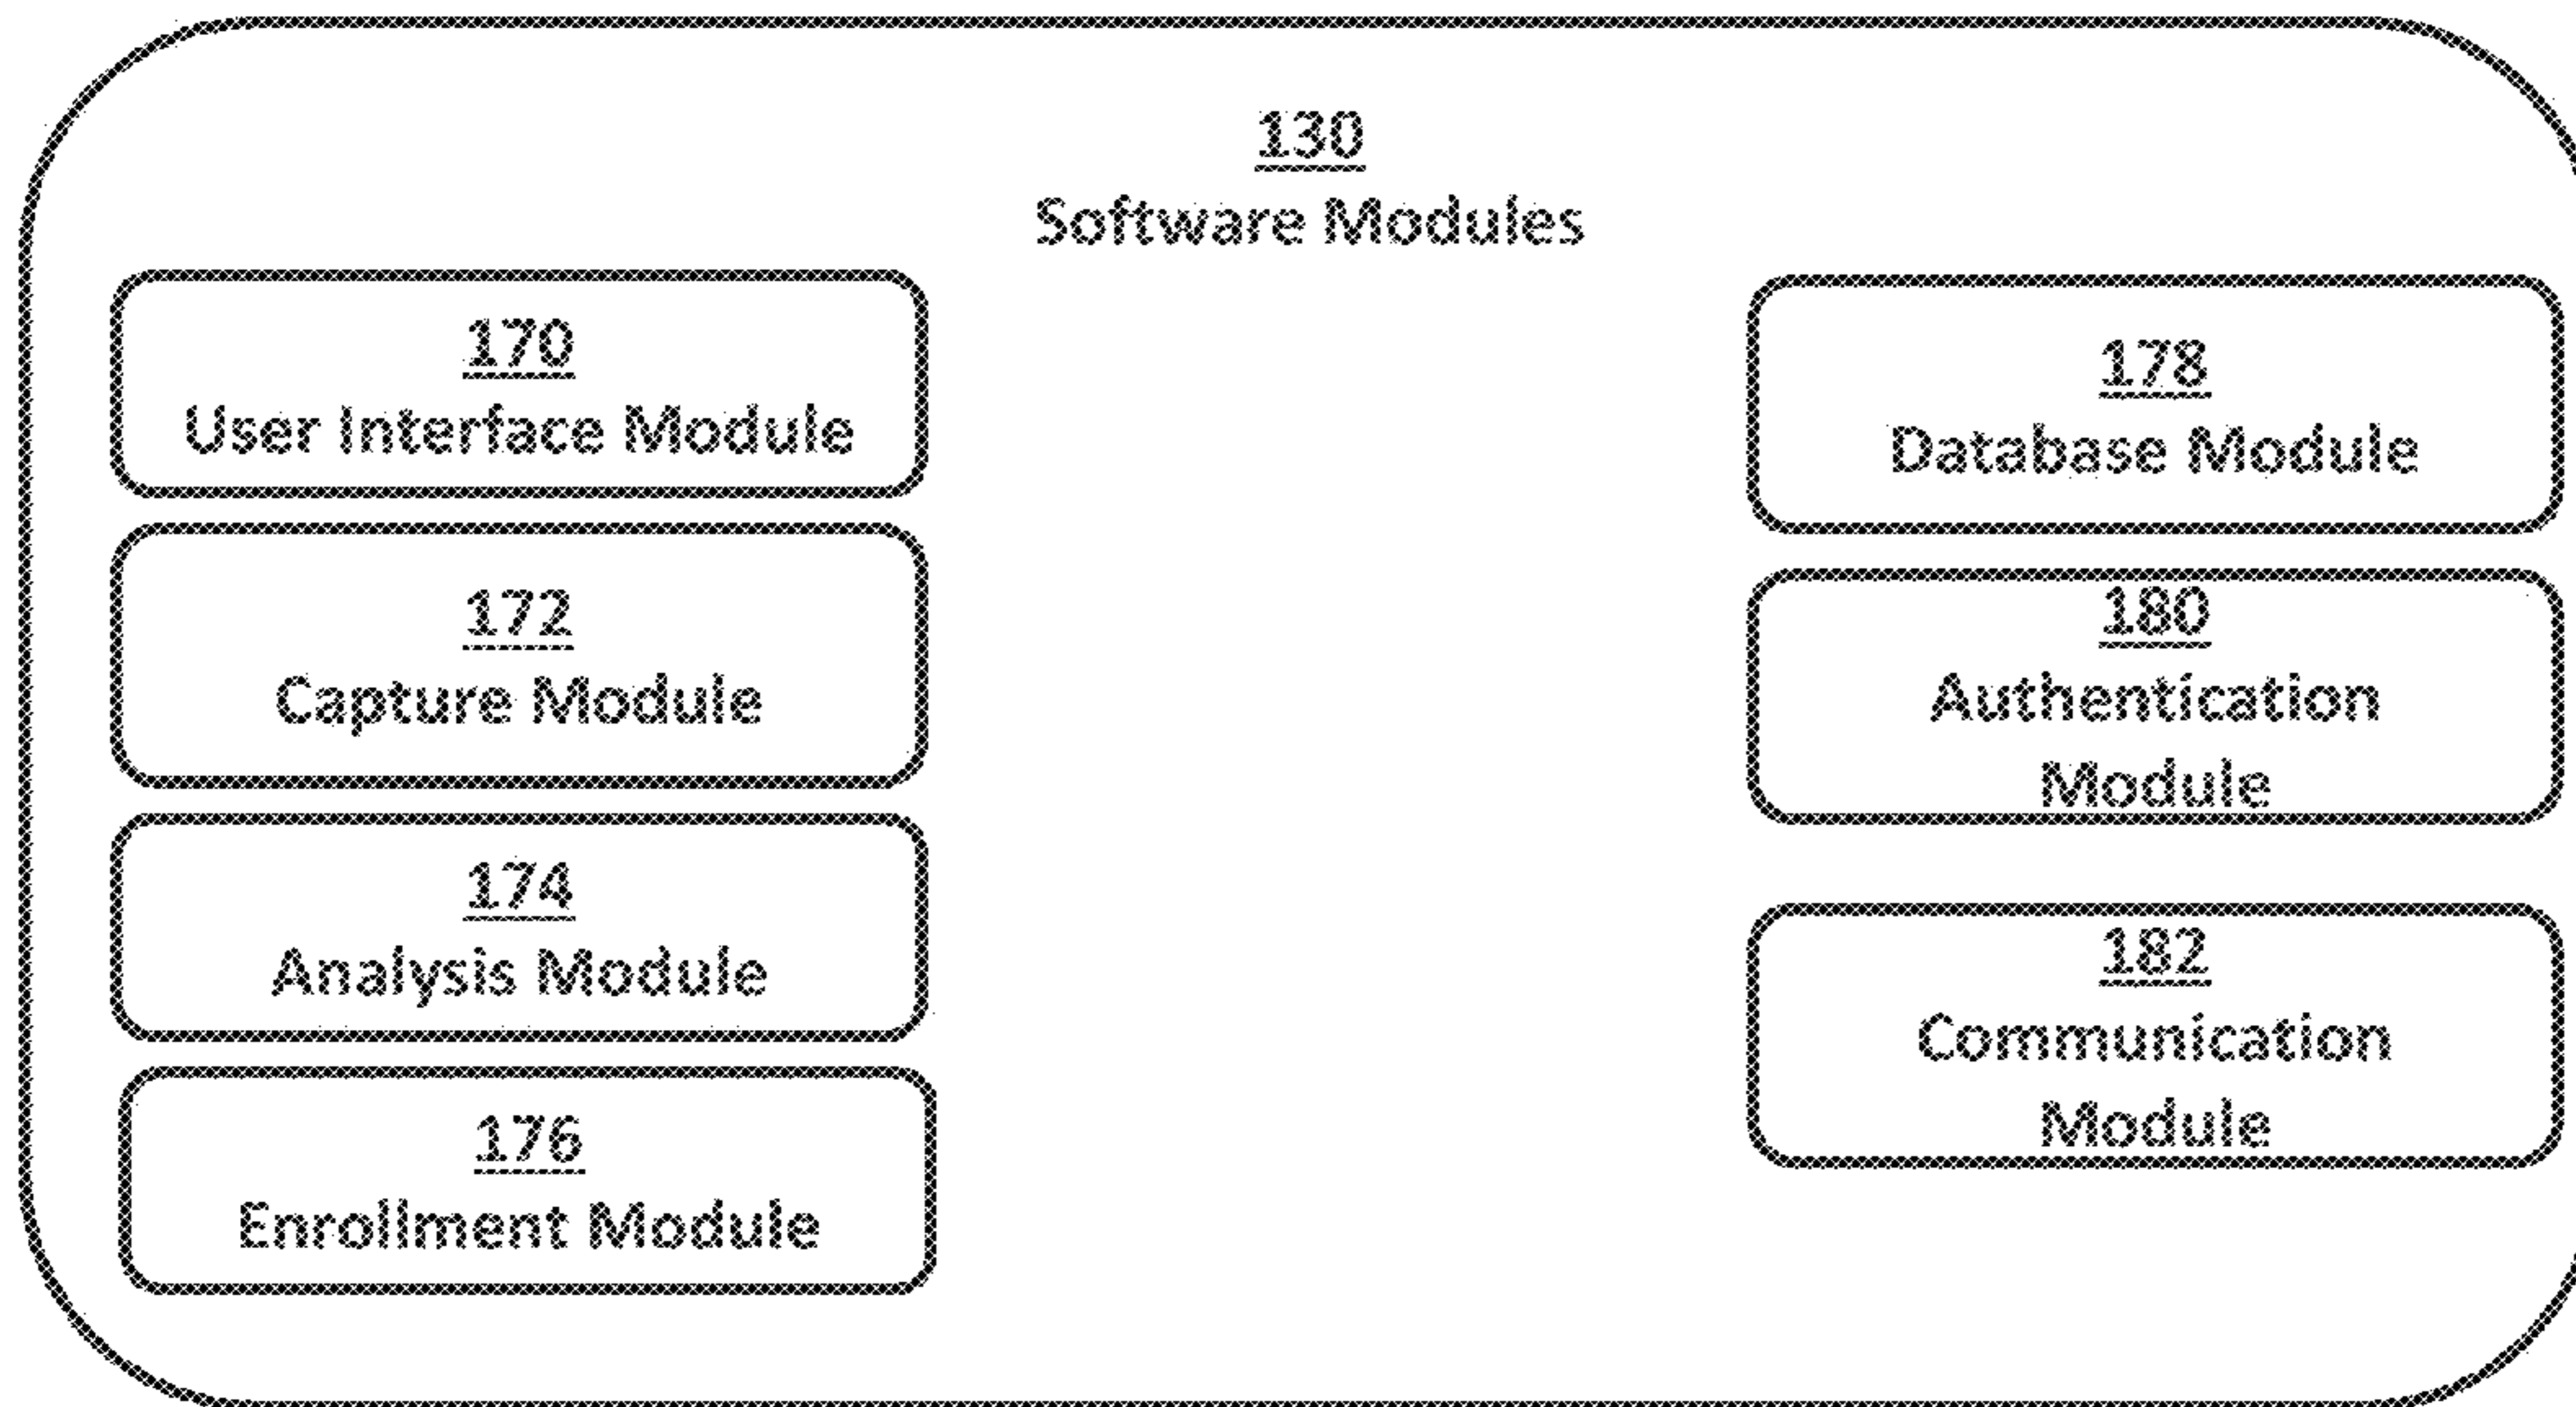 130
Software Modules
170
User Interface Module
172
Capture Module
174
Analysis Module
176
Enrollment Module
178
Database Module
180
Authentication
Module
182
Communication
Module